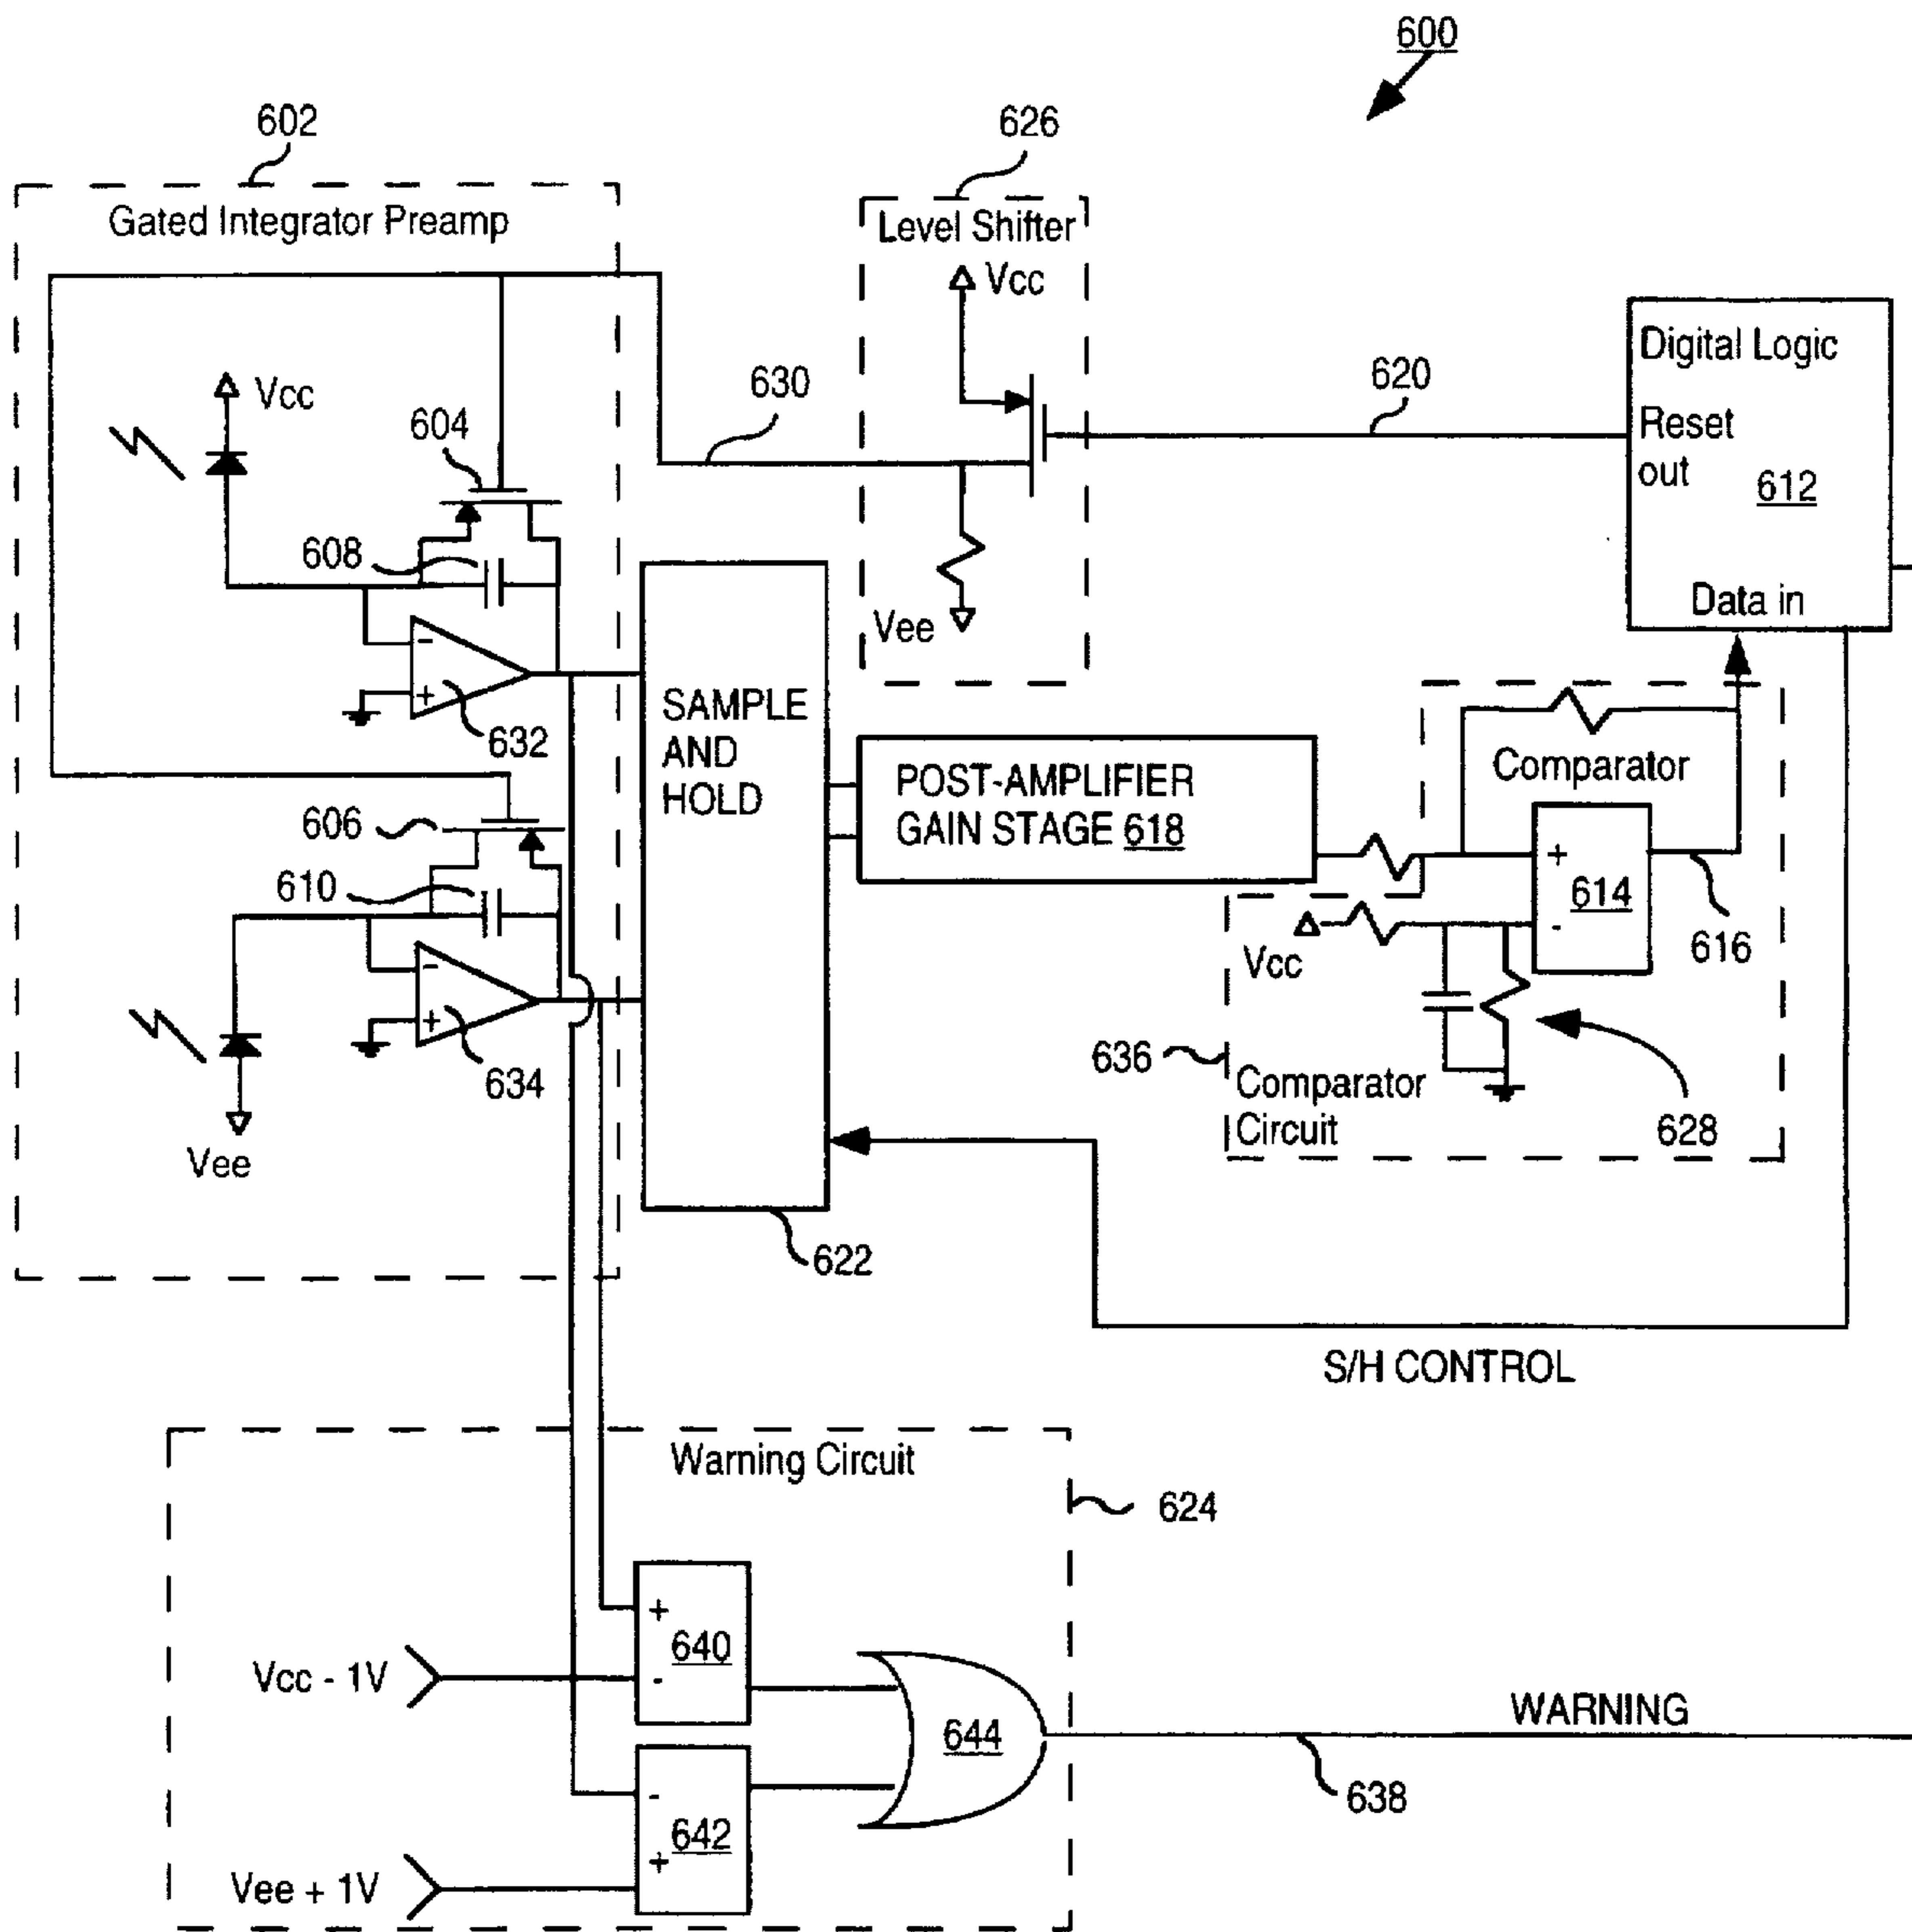 600
602
626
Gated Integrator Preamp
Level Shifter
Vcc
Digital Logic
Reset
out
612
Data in
630
620
Vcc
604
608
Vee
-
+
632
SAMPLE
AND
HOLD
Comparator
POST-AMPLIFIER
GAIN STAGE 618
606
610
+
614
-
616
Vcc
-
+
634
636
Comparator
Circuit
628
Vee
622
S/H CONTROL
Warning Circuit
624
+
640
-
Vcc - 1V
644
WARNING
638
-
642
+
Vee + 1V